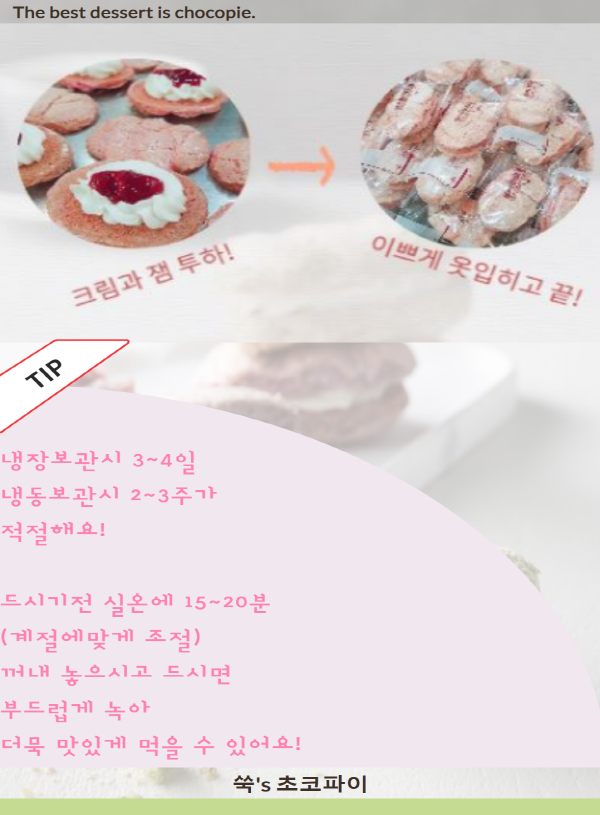 The best dessert is chocopie.
크림과 잼 투하!
이쁘게 옷입히고 끝!
TIP
냉장보관시 3~4일
냉동보관시 2~3주가
적절해요!
드시기전 실온에 15~20분
(계절에맞게 조절)
꺼내 놓으시고 드시면
부드럽게 녹아
더욱 맛있게 먹을 수 있어요!
쑥's 초코파이